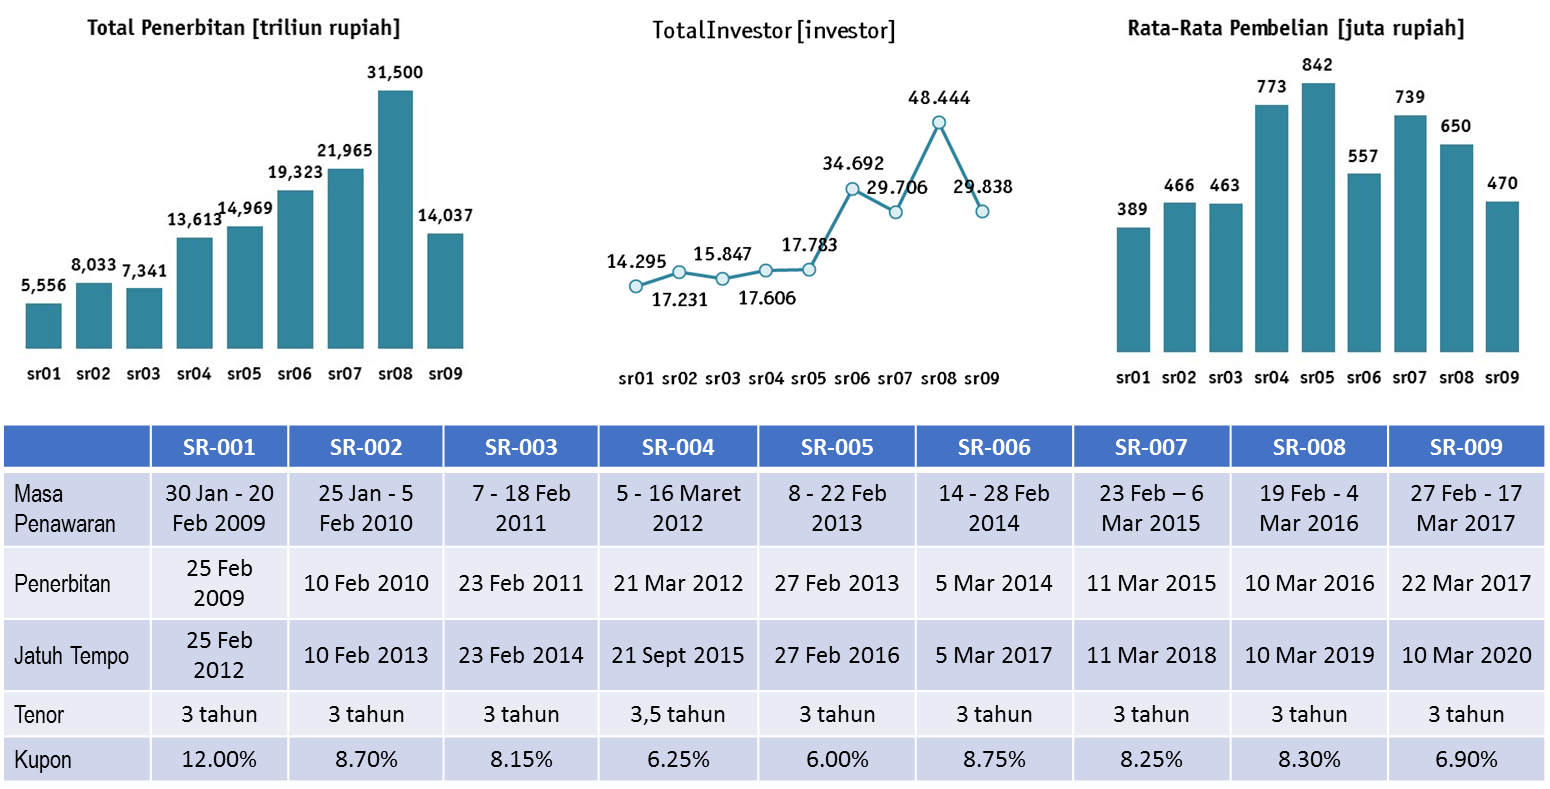 Total Penerbitan [triliun rupiah]
31,500
21,965
19,323
14,969
13,613
14,037
8,033
7,341
5,556
sr01 sr02 sr03 sr04 sr05 sr06 sr07 sr08 sr09
TotalInvestor [investor]
48.444
34.692
29.706
29.838
17.783
15.847
14.295
17.231
17.606
sr01 sr02 sr03 sr04 sr05 sr06 sr07 sr08 sr09
Rata-Rata Pembelian [juta rupiah]
842
773
739
650
557
466
463
470
389
sr01 sr02 sr03 sr04 sr05 sr06 sr07 sr08 sr09
SR-001 SR-002 SR-003 SR-004 SR-005 SR-006 SR-007 SR-008 SR-009
Masa Penawaran 30 Jan - 20 Feb 2009 25 Jan - 5 Feb 2010 7 - 18 Feb 2011 5 - 16 Maret 2012 8 - 22 Feb 2013 14 - 28 Feb 2014 23 Feb – 6 Mar 2015 19 Feb - 4 Mar 2016 27 Feb - 17 Mar 2017
Penerbitan 25 Feb 2009 10 Feb 2010 23 Feb 2011 21 Mar 2012 27 Feb 2013 5 Mar 2014 11 Mar 2015 10 Mar 2016 22 Mar 2017
Jatuh Tempo 25 Feb 2012 10 Feb 2013 23 Feb 2014 21 Sept 2015 27 Feb 2016 5 Mar 2017 11 Mar 2018 10 Mar 2019 10 Mar 2020
Tenor 3 tahun 3 tahun 3 tahun 3,5 tahun 3 tahun 3 tahun 3 tahun 3 tahun 3 tahun
Kupon 12.00% 8.70% 8.15% 6.25% 6.00% 8.75% 8.25% 8.30% 6.90%